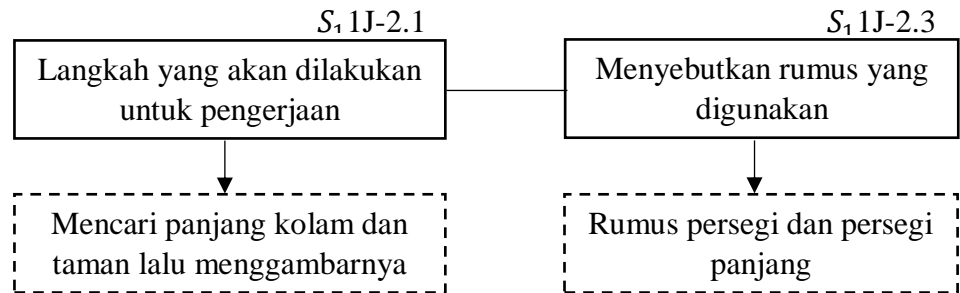 S₁1J-2.1
Langkah yang akan dilakukan
untuk pengerjaan
Mencari panjang kolam dan
taman lalu menggambarnya
S₁1J-2.3
Menyebutkan rumus yang
digunakan
Rumus persegi dan persegi
panjang